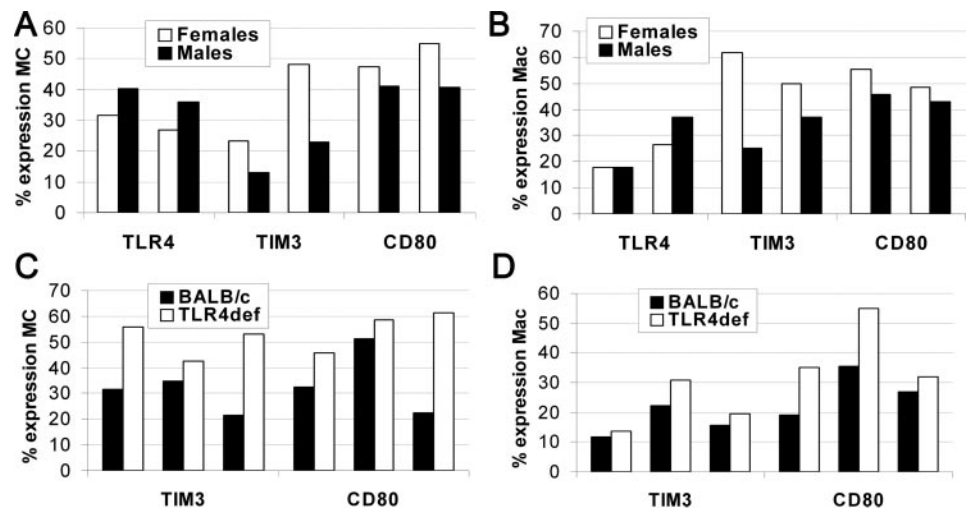 A
% expression MC
60
50
40
30
20
10
0
Females
Males
TLR4 TIM3 CD80
B
% expression Mac
70
60
50
40
30
20
10
0
Females
Males
TLR4 TIM3 CD80
C
% expression MC
70
60
50
40
30
20
10
0
BALB/c
TLR4def
TIM3 CD80
D
% expression Mac
60
50
40
30
20
10
0
BALB/c
TLR4def
TIM3 CD80